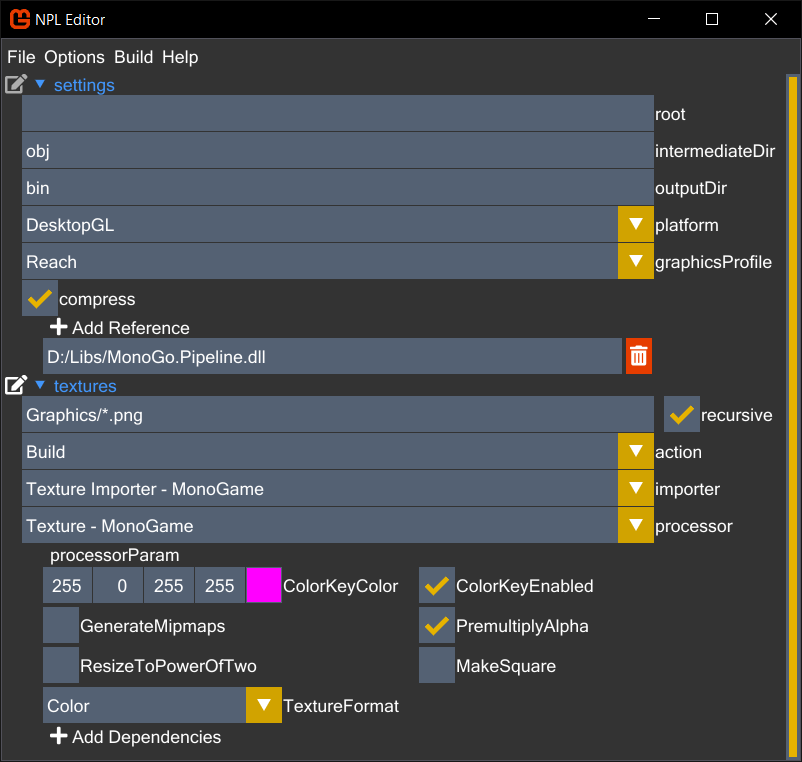 NPL Editor
File Options Build Help
settings
root
obj intermediateDir
bin outputDir
DesktopGL platform
Reach graphicsProfile
compress
Add Reference
D:/Libs/MonoGo.Pipeline.dll
textures
Graphics/*.png recursive
Build action
Texture Importer - MonoGame importer
Texture - MonoGame processor
processorParam
255 0 255 255 ColorKeyColor ColorKeyEnabled
GenerateMipmaps PremultiplyAlpha
ResizeToPowerOfTwo MakeSquare
Color TextureFormat
Add Dependencies